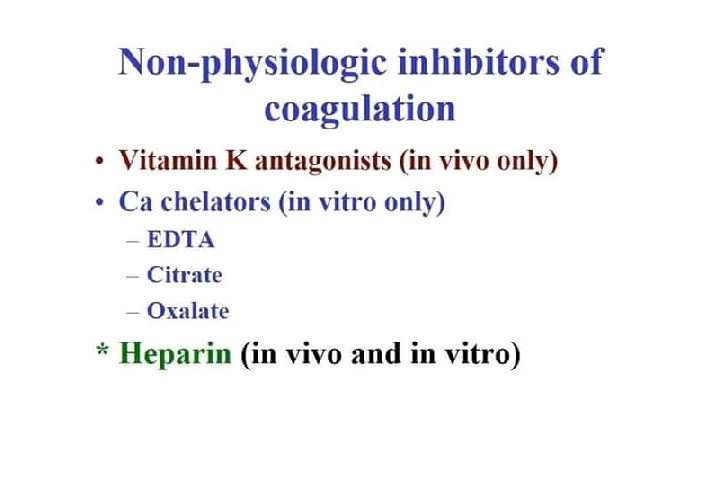 Non-physiologic inhibitors of
coagulation
• Vitamin K antagonists (in vivo only)
• Ca chelators (in vitro only)
– EDTA
– Citrate
– Oxalate
* Heparin (in vivo and in vitro)